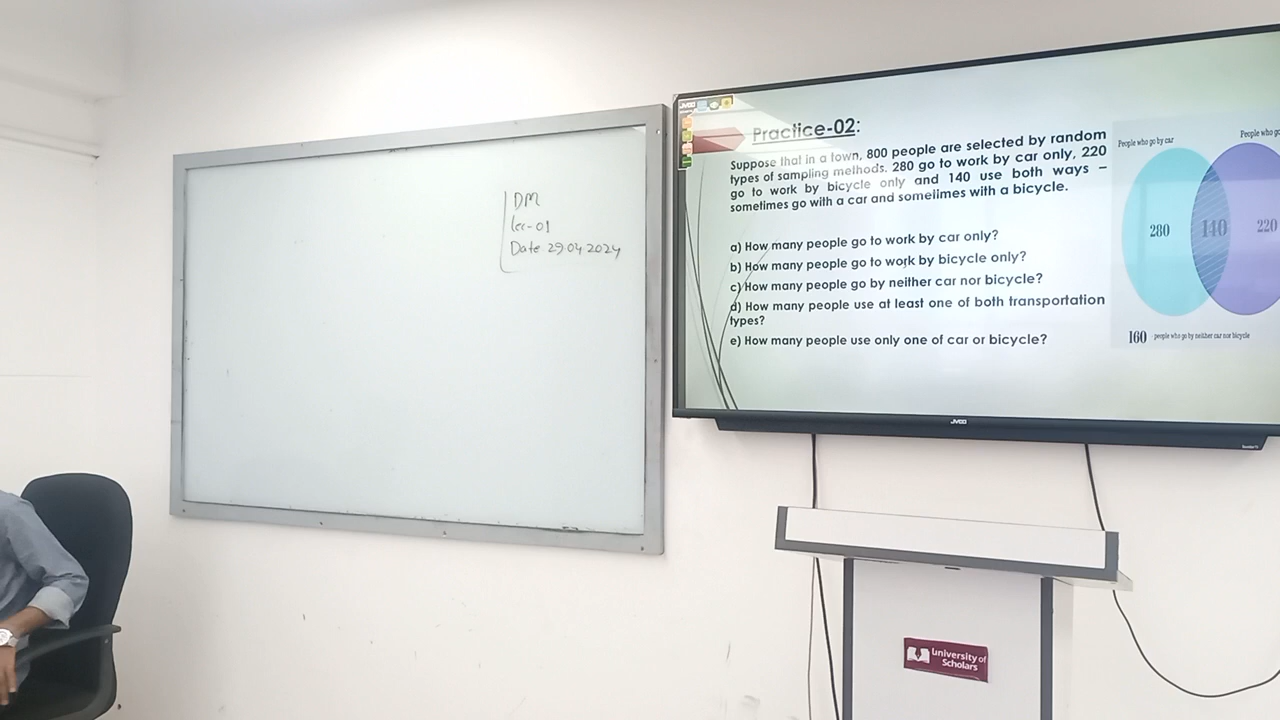 DM
lec-01
Date 29.04.2024
JVCO
Practice-02:
Suppose that in a town, 800 people are selected by random
types of sampling methods. 280 go to work by car only, 220
go to work by bicycle only and 140 use both ways –
sometimes go with a car and sometimes with a bicycle.
a) How many people go to work by car only?
b) How many people go to work by bicycle only?
c) How many people go by neither car nor bicycle?
d) How many people use at least one of both transportation
types?
e) How many people use only one of car or bicycle?
People who go by car
People who go
280
140
220
160 - people who go by neither car nor bicycle
JVCO
University of
Scholars